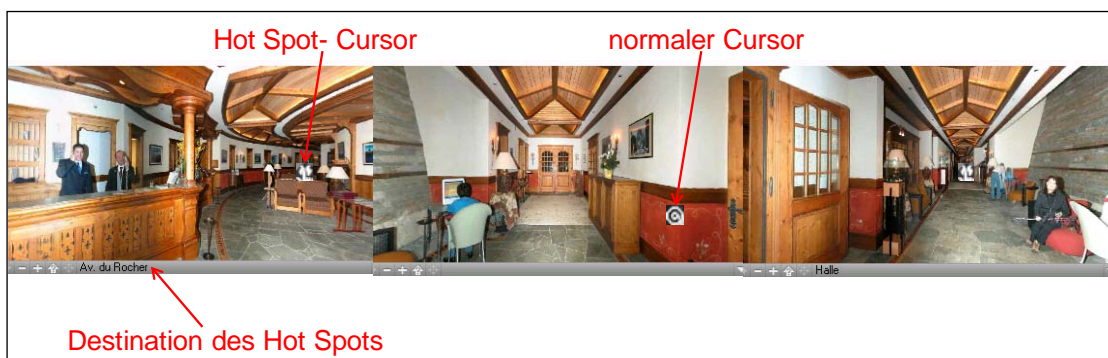 Hot Spot- Cursor
normaler Cursor
Av. du Rocher
Halle
Destination des Hot Spots